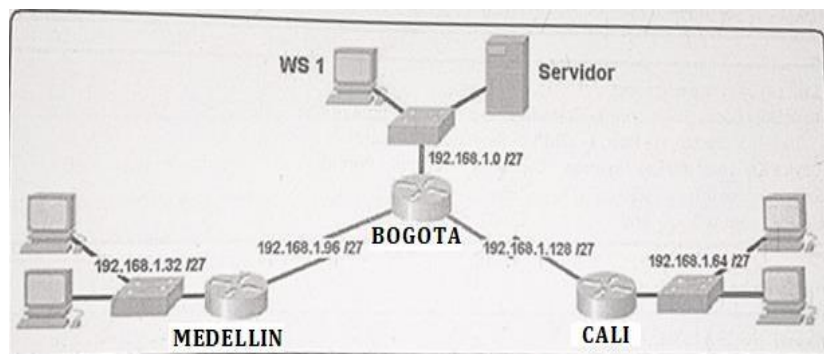 WS 1
Servidor
192.168.1.0 /27
BOGOTA
192.168.1.96 /27
192.168.1.128 /27
192.168.1.32 /27
192.168.1.64 /27
MEDELLIN
CALI